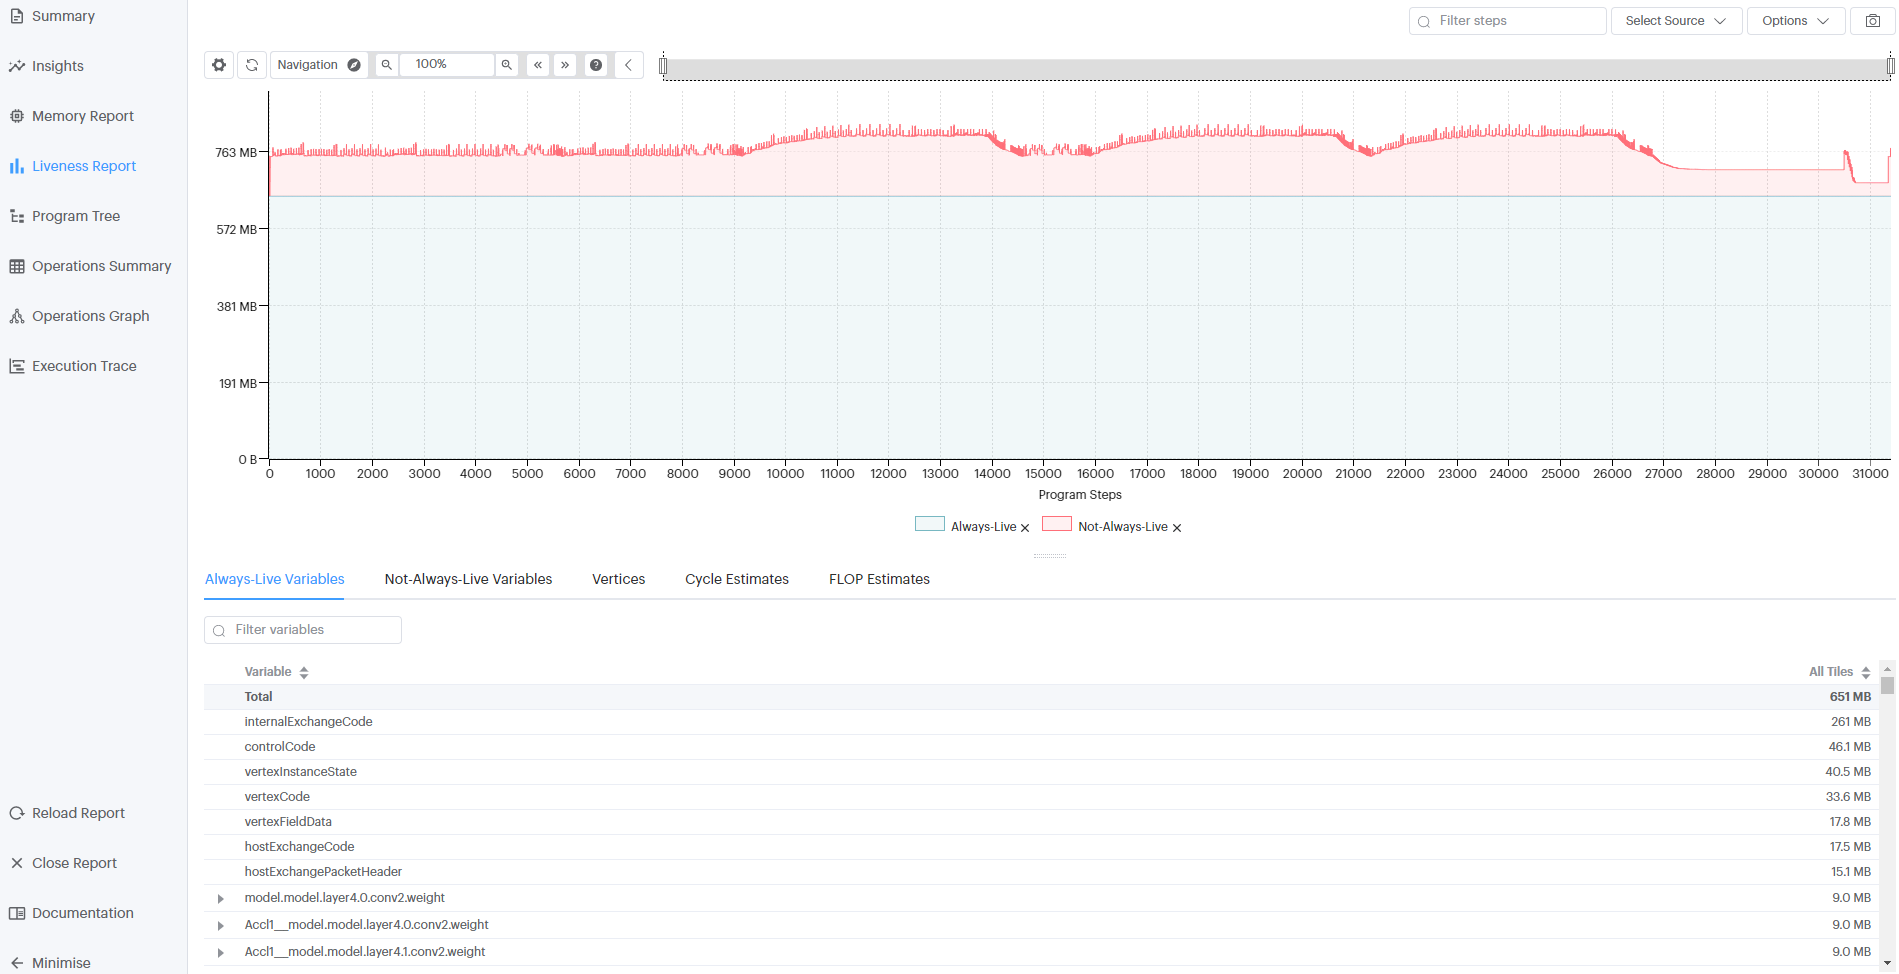 Summary
Insights
Memory Report
Liveness Report
Program Tree
Operations Summary
Operations Graph
Execution Trace
Reload Report
Close Report
Documentation
Minimise
Filter steps
Select Source
Options
Navigation
100%
763 MB
572 MB
381 MB
191 MB
0 B
0 1000 2000 3000 4000 5000 6000 7000 8000 9000 10000 11000 12000 13000 14000 15000 16000 17000 18000 19000 20000 21000 22000 23000 24000 25000 26000 27000 28000 29000 30000 31000
Program Steps
Always-Live Not-Always-Live
Always-Live Variables Not-Always-Live Variables Vertices Cycle Estimates FLOP Estimates
Filter variables
Variable All Tiles
Total 651 MB
internalExchangeCode 261 MB
controlCode 46.1 MB
vertexInstanceState 40.5 MB
vertexCode 33.6 MB
vertexFieldData 17.8 MB
hostExchangeCode 17.5 MB
hostExchangePacketHeader 15.1 MB
model.model.layer4.0.conv2.weight 9.0 MB
Accl1__model.model.layer4.0.conv2.weight 9.0 MB
Accl1__model.model.layer4.1.conv2.weight 9.0 MB